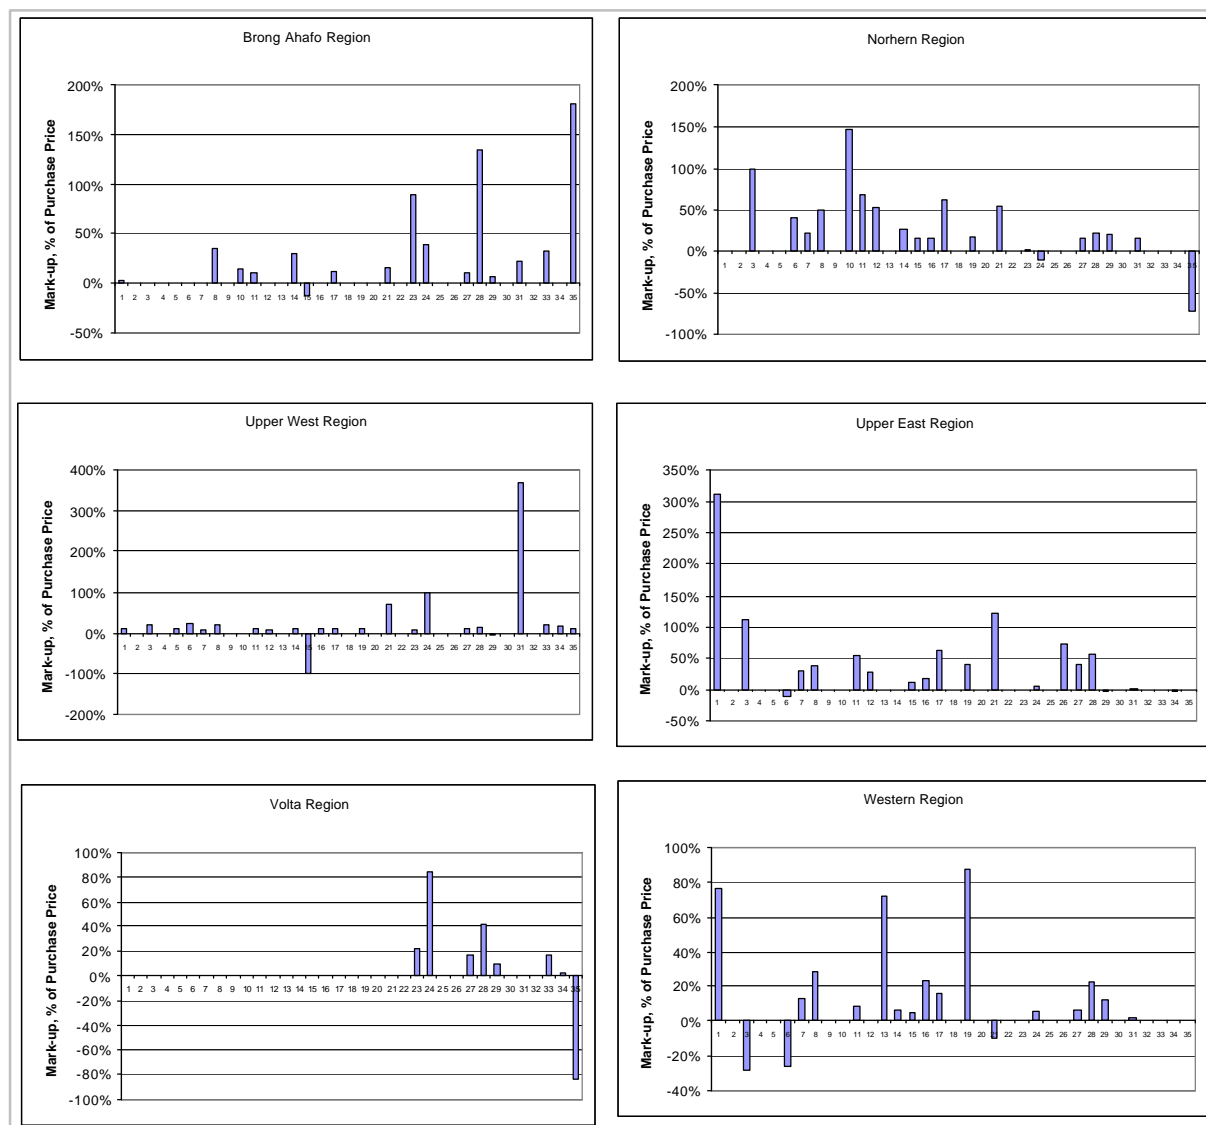 Brong Ahafo Region
Mark-up, % of Purchase Price
200%
150%
100%
50%
0%
-50%
1 2 3 4 5 6 7 8 9 10 11 12 13 14 15 16 17 18 19 20 21 22 23 24 25 26 27 28 29 30 31 32 33 34 35
Norhern Region
Mark-up, % of Purchase Price
200%
150%
100%
50%
0%
-50%
-100%
1 2 3 4 5 6 7 8 9 10 11 12 13 14 15 16 17 18 19 20 21 22 23 24 25 26 27 28 29 30 31 32 33 34 35
Upper West Region
Mark-up, % of Purchase Price
400%
300%
200%
100%
0%
-100%
-200%
1 2 3 4 5 6 7 8 9 10 11 12 13 14 15 16 17 18 19 20 21 22 23 24 25 26 27 28 29 30 31 32 33 34 35
Upper East Region
Mark-up, % of Purchase Price
350%
300%
250%
200%
150%
100%
50%
0%
-50%
1 2 3 4 5 6 7 8 9 10 11 12 13 14 15 16 17 18 19 20 21 22 23 24 25 26 27 28 29 30 31 32 33 34 35
Volta Region
Mark-up, % of Purchase Price
100%
80%
60%
40%
20%
0%
-20%
-40%
-60%
-80%
-100%
1 2 3 4 5 6 7 8 9 10 11 12 13 14 15 16 17 18 19 20 21 22 23 24 25 26 27 28 29 30 31 32 33 34 35
Western Region
Mark-up, % of Purchase Price
100%
80%
60%
40%
20%
0%
-20%
-40%
1 2 3 4 5 6 7 8 9 10 11 12 13 14 15 16 17 18 19 20 21 22 23 24 25 26 27 28 29 30 31 32 33 34 35